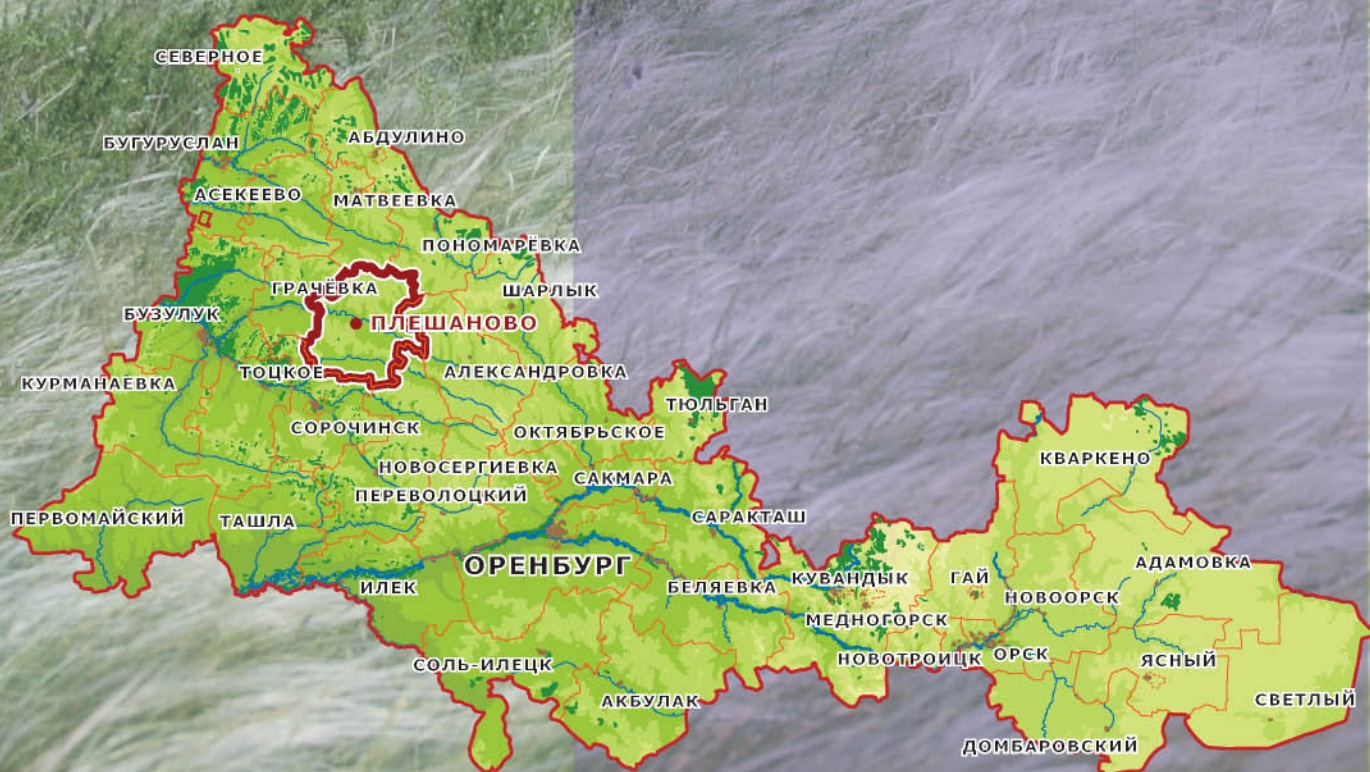 СЕВЕРНОЕ
АБДУЛИНО
БУГУРУСЛАН
АСЕКЕЕВО
МАТВЕЕВКА
ПОНОМАРЁВКА
ГРАЧЁВКА
ШАРЛЫК
БУЗУЛУК
ПЛЕШАНОВО
ТОЦКОЕ
АЛЕКСАНДРОВКА
КУРМАНАЕВКА
ТЮЛЬГАН
СОРОЧИНСК
ОКТЯБРЬСКОЕ
КВАРКЕНО
НОВОСЕРГИЕВКА
САКМАРА
ПЕРЕВОЛОЦКИЙ
ПЕРВОМАЙСКИЙ
ТАШЛА
САРАКТАШ
ОРЕНБУРГ
АДАМОВКА
ИЛЕК
БЕЛЯЕВКА
КУВАНДЫК
ГАЙ
НОВООРСК
МЕДНОГОРСК
СОЛЬ-ИЛЕЦК
НОВОТРОИЦК
ОРСК
ЯСНЫЙ
АКБУЛАК
СВЕТЛЫЙ
ДОМБАРОВСКИЙ